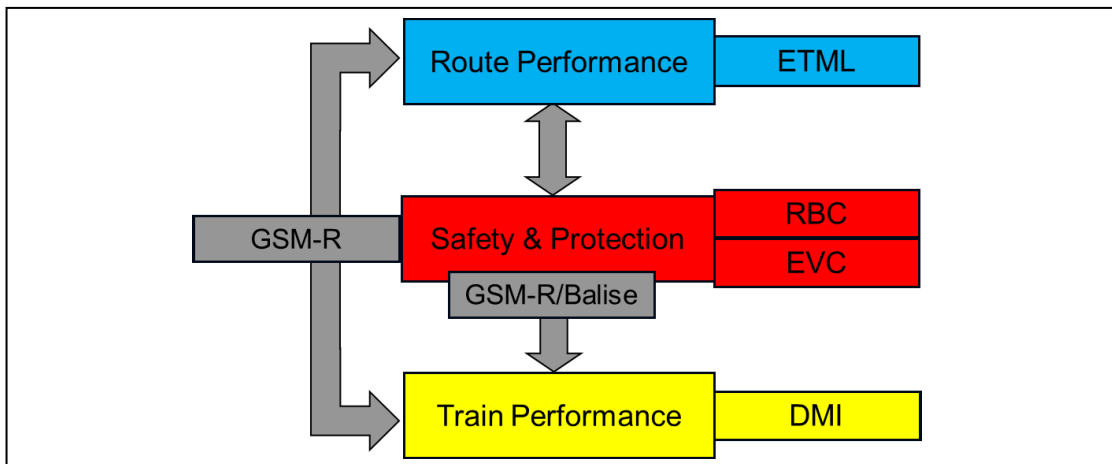 Route Performance
ETML
GSM-R
Safety & Protection
RBC
EVC
GSM-R/Balise
Train Performance
DMI